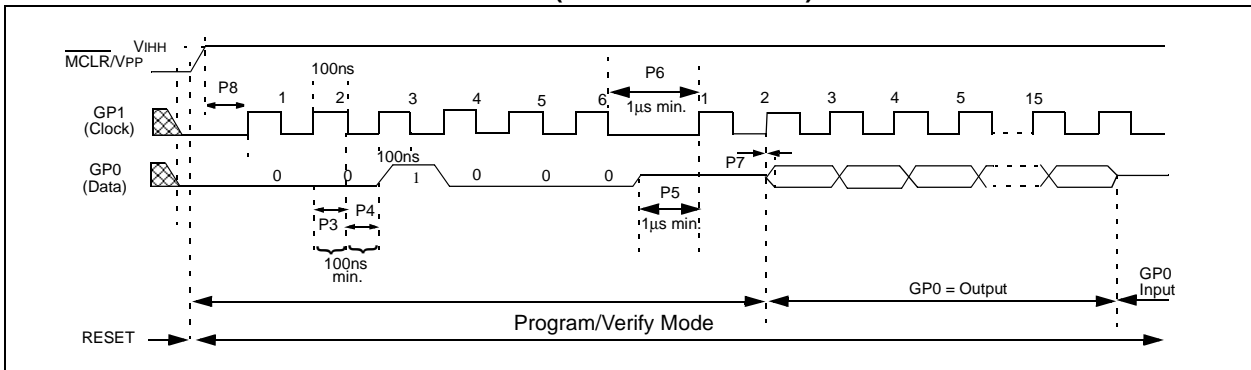 VIHH
MCLR/VPP
100ns
P8
P6
1μs min.
GP1
(Clock)
1 2 3 4 5 6 1 2 3 4 5 15
GP0
(Data)
100ns
0 0 1 0 0 0
P7
P5
1μs min.
P3 P4
100ns
min.
GP0 = Output
GP0
Input
Program/Verify Mode
RESET